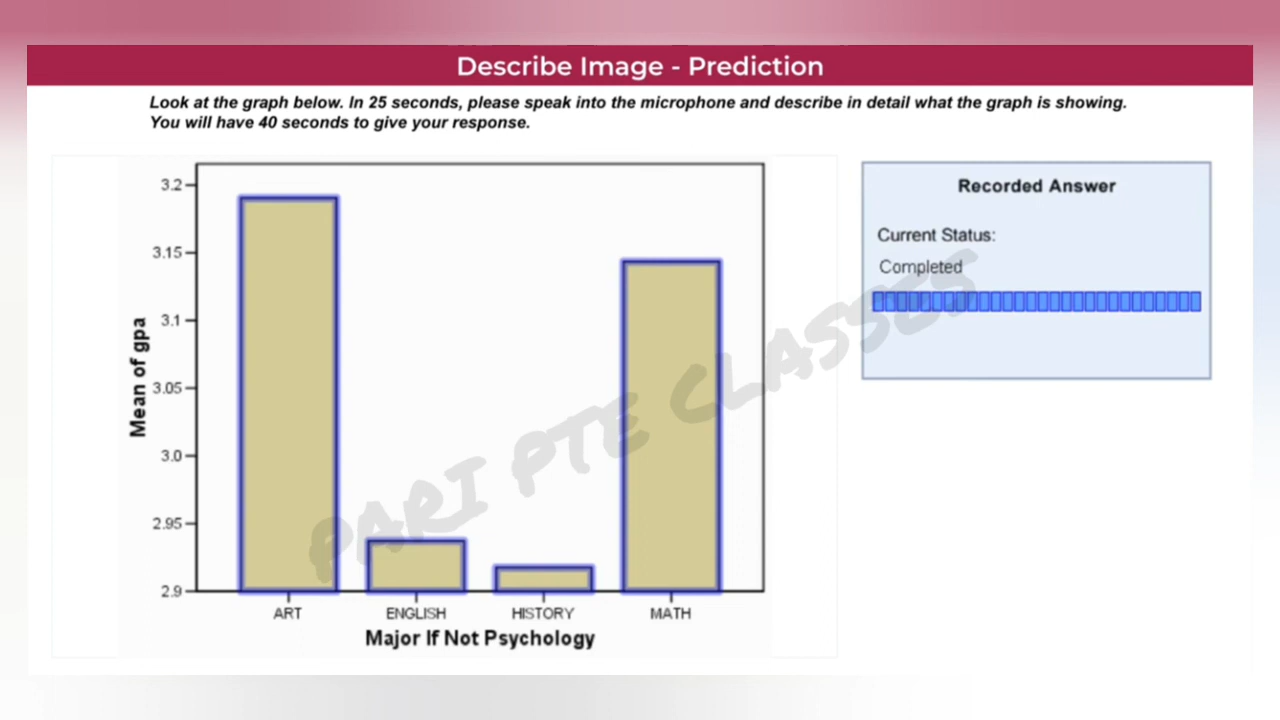 Describe Image - Prediction
Look at the graph below. In 25 seconds, please speak into the microphone and describe in detail what the graph is showing.
You will have 40 seconds to give your response.
Recorded Answer
Current Status:
Completed
Mean of gpa
3.2
3.15
3.1
3.05
3.0
2.95
2.9
ART
ENGLISH
HISTORY
MATH
Major If Not Psychology
PARI PTE CLASSES